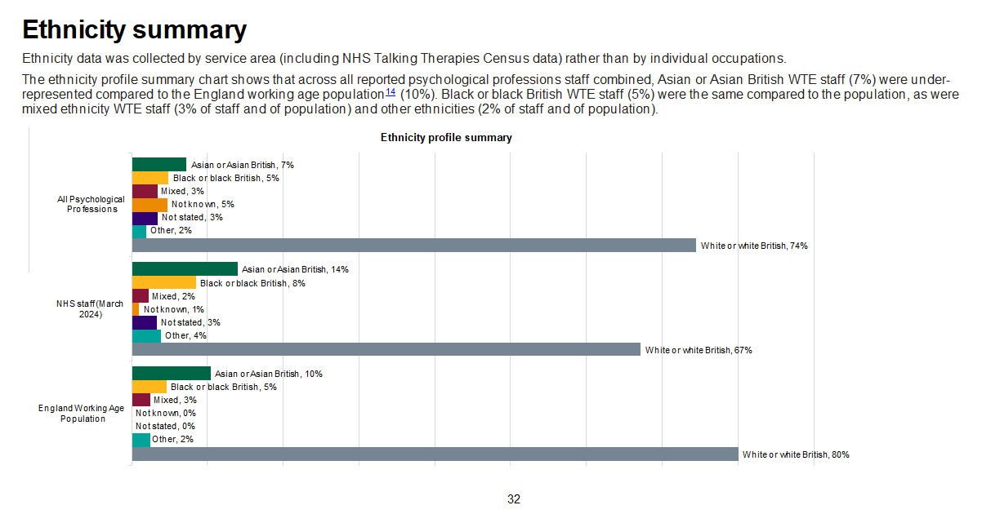 Ethnicity summary
Ethnicity data was collected by service area (including NHS Talking Therapies Census data) rather than by individual occupations.
The ethnicity profile summary chart shows that across all reported psychological professions staff combined, Asian or Asian British WTE staff (7%) were under-
represented compared to the England working age population14 (10%). Black or black British WTE staff (5%) were the same compared to the population, as were
mixed ethnicity WTE staff (3% of staff and of population) and other ethnicities (2% of staff and of population).
Ethnicity profile summary
All Psychological
Professions
Asian or Asian British, 7%
Black or black British, 5%
Mixed, 3%
Not known, 5%
Not stated, 3%
Other, 2%
White or white British, 74%
NHS staff (March
2024)
Asian or Asian British, 14%
Black or black British, 8%
Mixed, 2%
Not known, 1%
Not stated, 3%
Other, 4%
White or white British, 67%
England Working Age
Population
Asian or Asian British, 10%
Black or black British, 5%
Mixed, 3%
Not known, 0%
Not stated, 0%
Other, 2%
White or white British, 80%
32